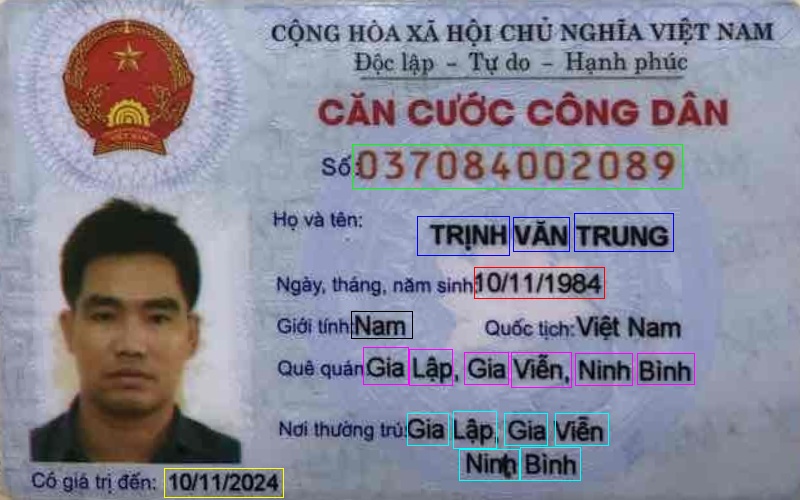 CỘNG HÒA XÃ HỘI CHỦ NGHĨA VIỆT NAM
Độc lập - Tự do - Hạnh phúc
CĂN CƯỚC CÔNG DÂN
Số: 037084002089
Họ và tên: TRỊNH VĂN TRUNG
Ngày, tháng, năm sinh: 10/11/1984
Giới tính: Nam Quốc tịch: Việt Nam
Quê quán: Gia Lập, Gia Viễn, Ninh Bình
Nơi thường trú: Gia Lập, Gia Viễn
Ninh Bình
Có giá trị đến: 10/11/2024